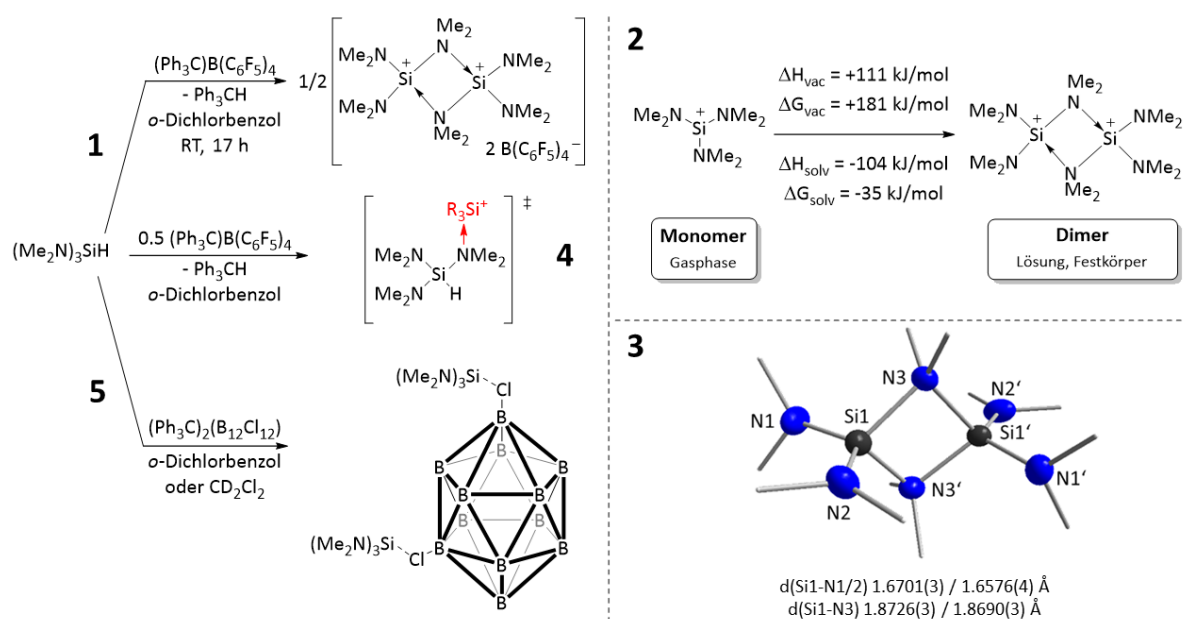 1
(Ph3C)B(C6F5)4
- Ph3CH
o-Dichlorbenzol
RT, 17 h
1/2
Me2
Me2N N NMe2
+ +
Si Si
Me2N N NMe2
Me2
2 B(C6F5)4–
(Me2N)3SiH
0.5 (Ph3C)B(C6F5)4
- Ph3CH
o-Dichlorbenzol
‡
R3Si+
Me2N NMe2
Si
Me2N H
4
5
(Ph3C)2(B12Cl12)
o-Dichlorbenzol
oder CD2Cl2
(Me2N)3Si
Cl
B
B
B B
B B
B B
(Me2N)3Si
Cl B B
B
B
2
Me2N + NMe2
Si
NMe2
ΔHvac = +111 kJ/mol
ΔGvac = +181 kJ/mol
ΔHsolv = -104 kJ/mol
ΔGsolv = -35 kJ/mol
Me2
Me2N N NMe2
+ +
Si Si
Me2N N NMe2
Me2
Monomer
Gasphase
Dimer
Lösung, Festkörper
3
N3
N2‘
Si1
N1
Si1‘
N3‘
N1‘
N2
d(Si1-N1/2) 1.6701(3) / 1.6576(4) Å
d(Si1-N3) 1.8726(3) / 1.8690(3) Å